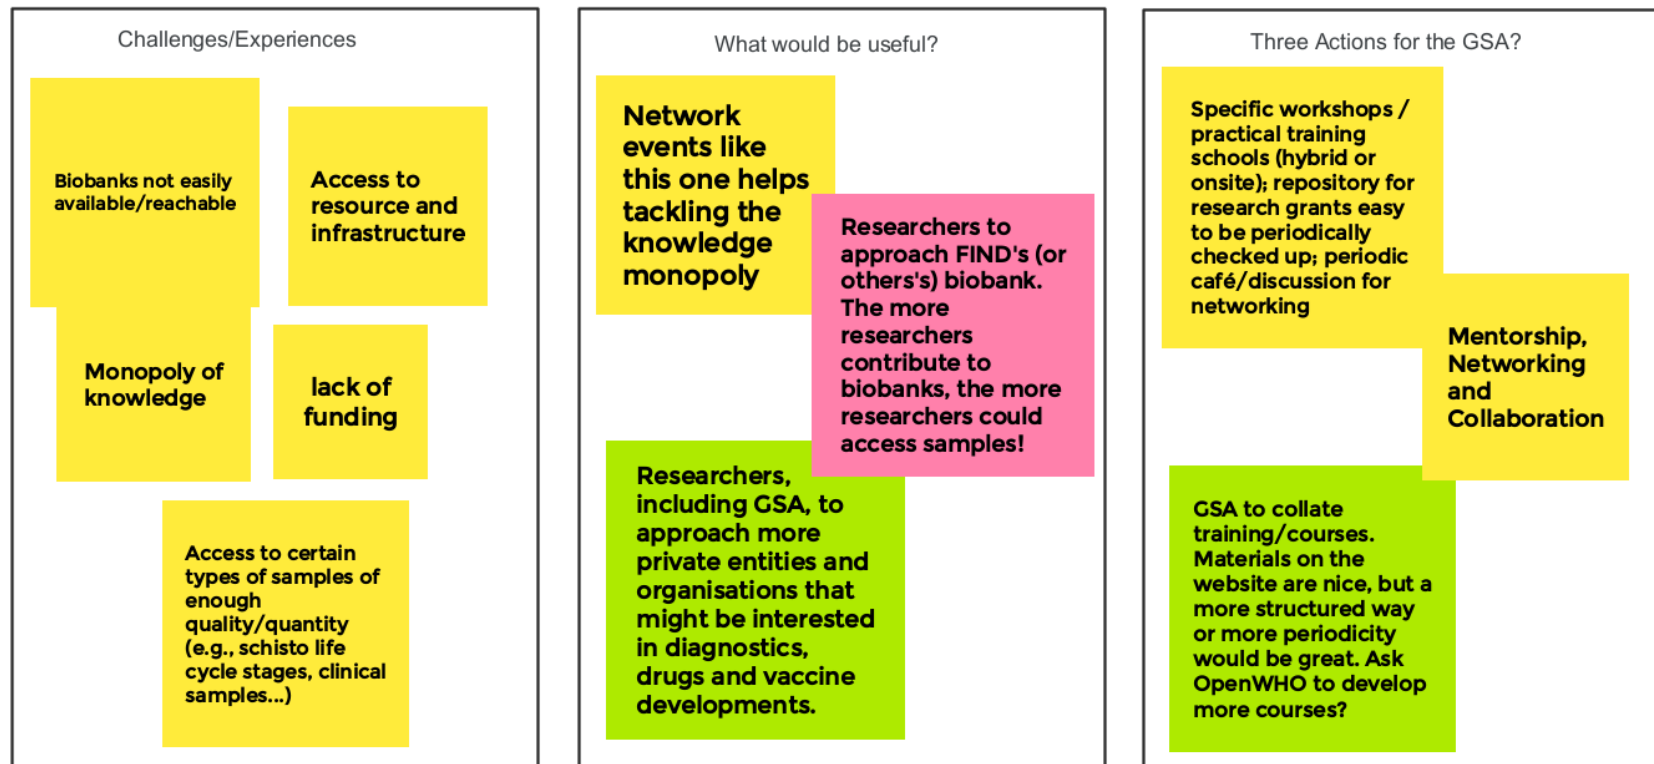 Challenges/Experiences
Biobanks not easily
available/reachable
Access to
resource and
infrastructure
Monopoly of
knowledge
lack of
funding
Access to certain
types of samples of
enough
quality/quantity
(e.g., schisto life
cycle stages, clinical
samples...)
What would be useful?
Network
events like
this one helps
tackling the
knowledge
monopoly
Researchers to
approach FIND's (or
others's) biobank.
The more
researchers
contribute to
biobanks, the more
researchers could
access samples!
Researchers,
including GSA, to
approach more
private entities and
organisations that
might be interested
in diagnostics,
drugs and vaccine
developments.
Three Actions for the GSA?
Specific workshops /
practical training
schools (hybrid or
onsite); repository for
research grants easy
to be periodically
checked up; periodic
café/discussion for
networking
Mentorship,
Networking
and
Collaboration
GSA to collate
training/courses.
Materials on the
website are nice, but a
more structured way
or more periodicity
would be great. Ask
OpenWHO to develop
more courses?